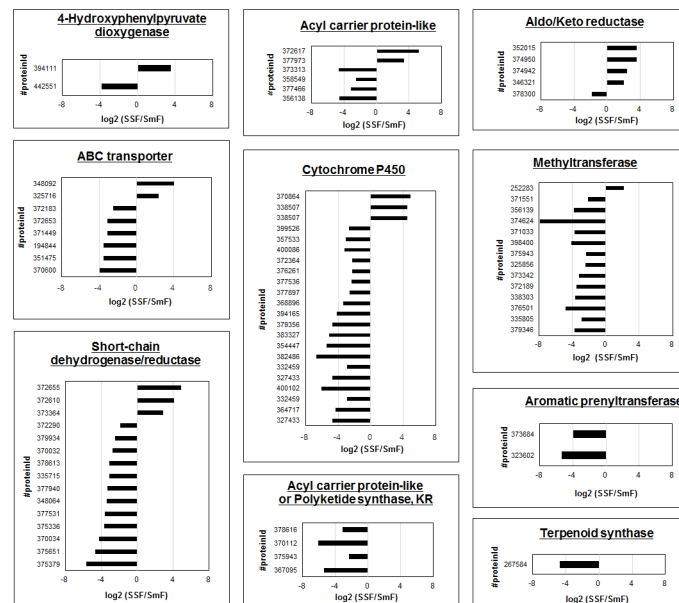 4-Hydroxyphenylpyruvate
dioxygenase
#proteinId
394111
442551
-8 -4 0 4 8
log2 (SSF/SmF)
Acyl carrier protein-like
#proteinId
372617
377973
373313
358549
377466
356138
-8 -4 0 4 8
log2 (SSF/SmF)
Aldo/Keto reductase
#proteinId
352015
374950
374942
346321
378300
-8 -4 0 4 8
log2 (SSF/SmF)
ABC transporter
#proteinId
348092
325716
372183
372653
371449
194844
351475
370600
-8 -4 0 4 8
log2 (SSF/SmF)
Cytochrome P450
#proteinId
370864
338507
338507
399526
357533
400086
372364
376261
377536
377897
368896
394165
379356
383327
354447
382486
332459
327433
400102
332459
364717
327433
-8 -4 0 4 8
log2 (SSF/SmF)
Methyltransferase
#proteinId
252283
371551
356139
374624
371033
398400
375943
325856
373342
372189
338303
376501
335805
379346
-8 -4 0 4 8
log2 (SSF/SmF)
Short-chain
dehydrogenase/reductase
#proteinId
372655
372610
373364
372290
379934
370032
378613
335715
377940
348064
377531
375336
370034
375651
375379
-8 -4 0 4 8
log2 (SSF/SmF)
Aromatic prenyltransferase
#proteinId
373684
323602
-8 -4 0 4 8
log2 (SSF/SmF)
Acyl carrier protein-like
or Polyketide synthase, KR
#proteinId
378616
370112
375943
367095
-8 -4 0 4 8
log2 (SSF/SmF)
Terpenoid synthase
#proteinId
267584
-8 -4 0 4 8
log2 (SSF/SmF)